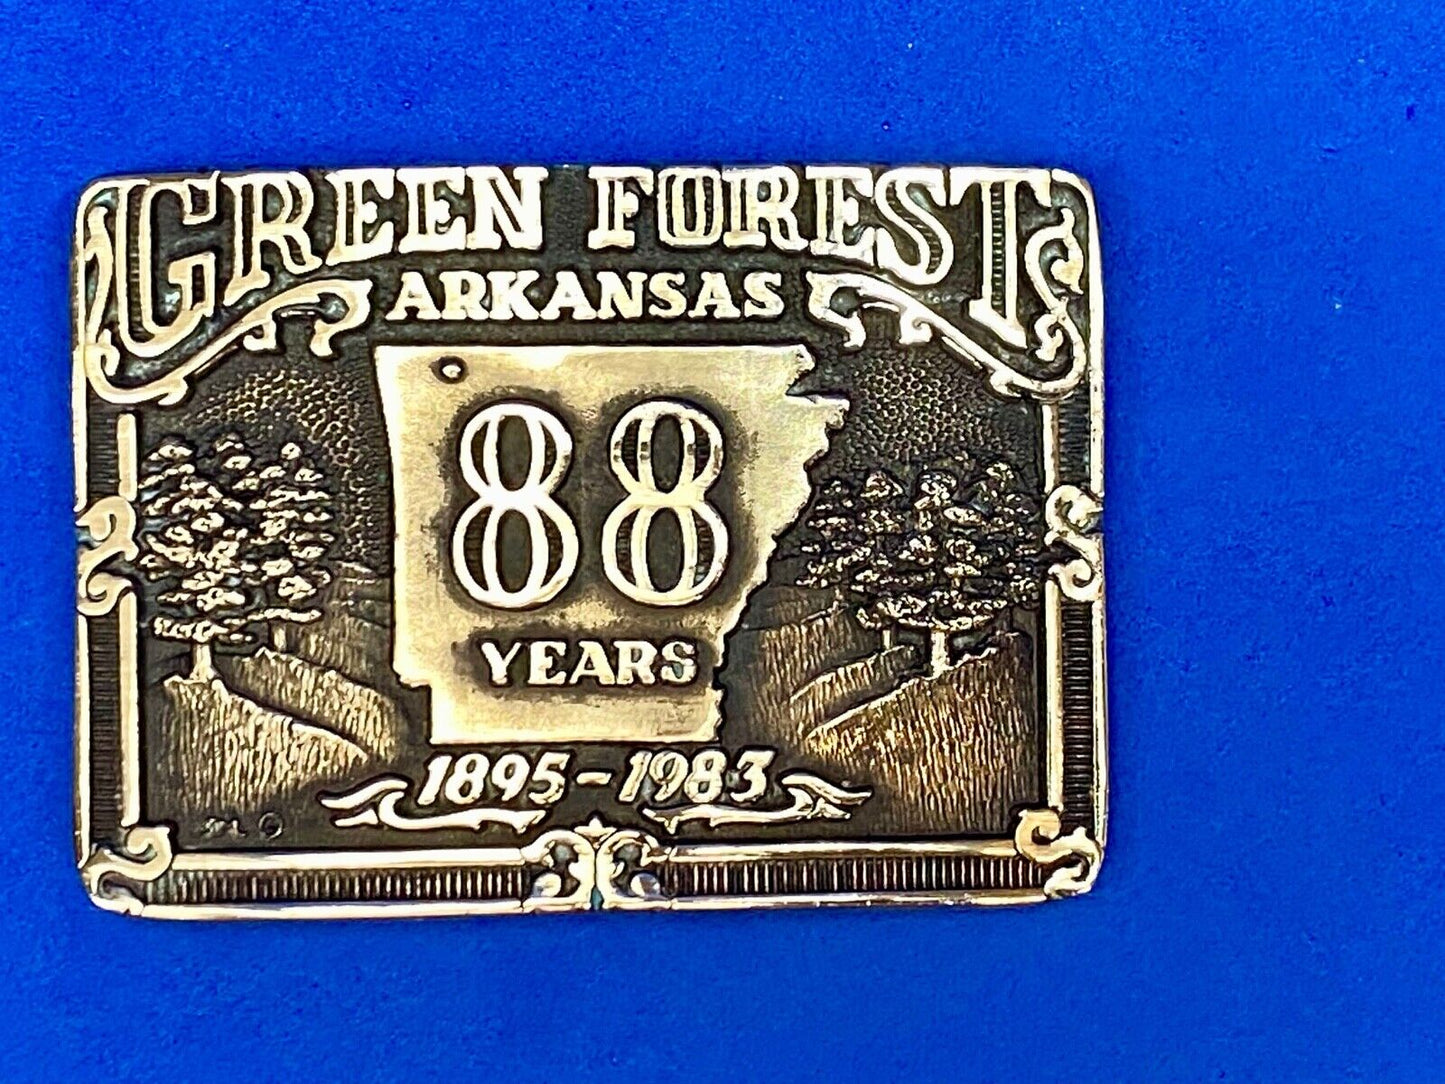 GREEN FOREST
ARKANSAS
88
YEARS
1895-1983
©